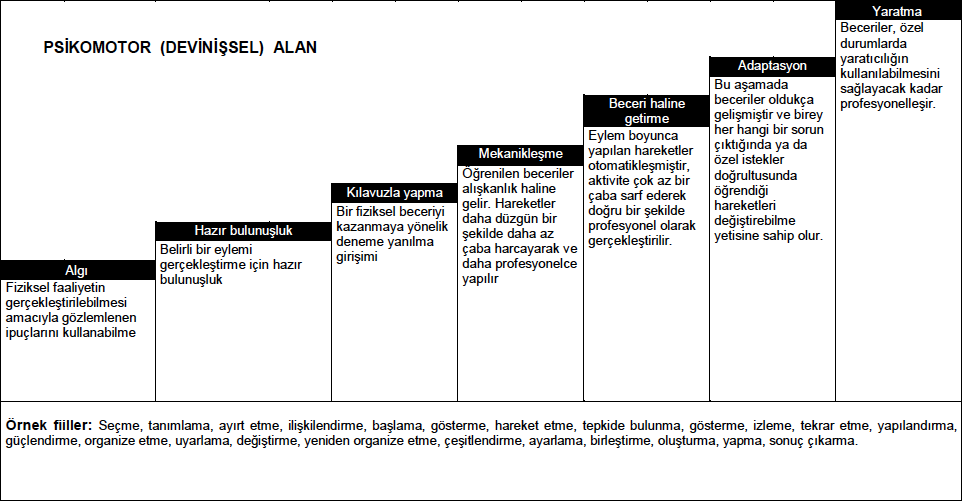 PSİKOMOTOR (DEVİNİŞSEL) ALAN
Algı
Fiziksel faaliyetin
gerçekleştirilebilmesi
amacıyla gözlemlenen
ipuçlarını kullanabilme
Hazır bulunuşluk
Belirli bir eylemi
gerçekleştirme için hazır
bulunuşluk
Kılavuzla yapma
Bir fiziksel beceriyi
kazanmaya yönelik
deneme yanılma
girişimi
Mekanikleşme
Öğrenilen beceriler
alışkanlık haline
gelir. Hareketler
daha düzgün bir
şekilde daha az
çaba harcayarak ve
daha profesyonelce
yapılır
Beceri haline
getirme
Eylem boyunca
yapılan hareketler
otomatikleşmiştir,
aktivite çok az bir
çaba sarf ederek
doğru bir şekilde
profesyonel olarak
gerçekleştirilir.
Adaptasyon
Bu aşamada
beceriler oldukça
gelişmiştir ve birey
her hangi bir sorun
çıktığında ya da
özel istekler
doğrultusunda
öğrendiği
hareketleri
değiştirebilme
yetisine sahip olur.
Yaratma
Beceriler, özel
durumlarda
yaratıcılığın
kullanılabilmesini
sağlayacak kadar
profesyonelleşir.
Örnek fiiller: Seçme, tanımlama, ayırt etme, ilişkilendirme, başlama, gösterme, hareket etme, tepkide bulunma, gösterme, izleme, tekrar etme, yapılandırma,
güçlendirme, organize etme, uyarlama, değiştirme, yeniden organize etme, çeşitlendirme, ayarlama, birleştirme, oluşturma, yapma, sonuç çıkarma.